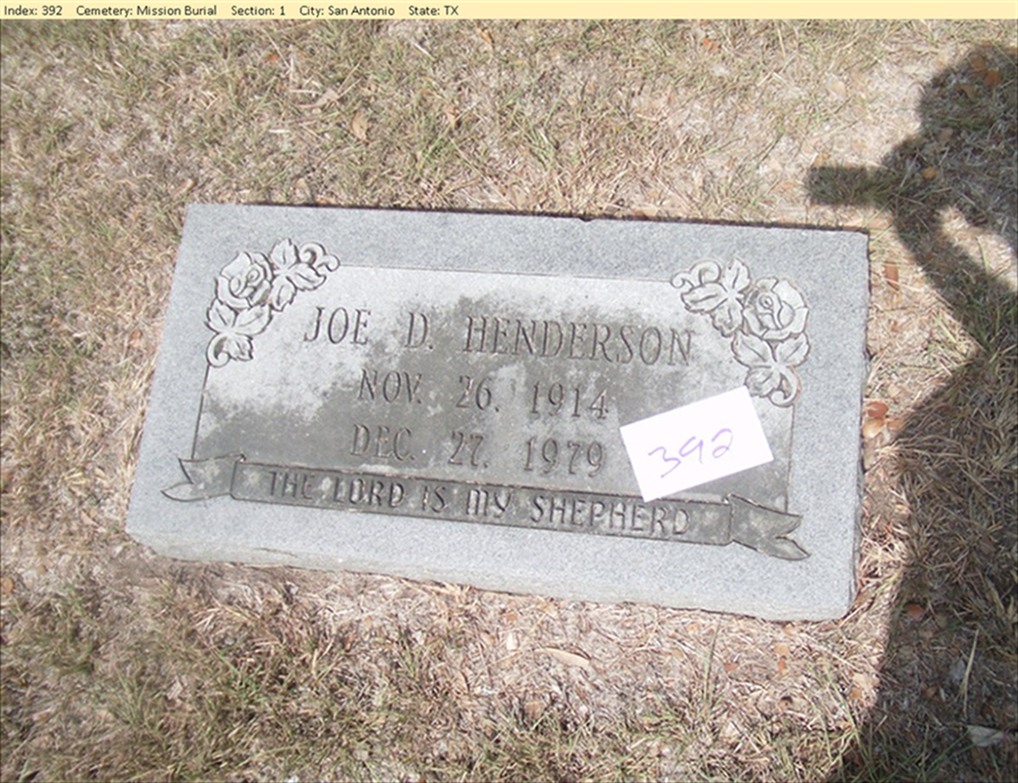 Index: 392 Cemetery: Mission Burial Section: 1 City: San Antonio State: TX
JOE D. HENDERSON
NOV. 26. 1914
DEC. 27. 1979
392
THE LORD IS MY SHEPHERD